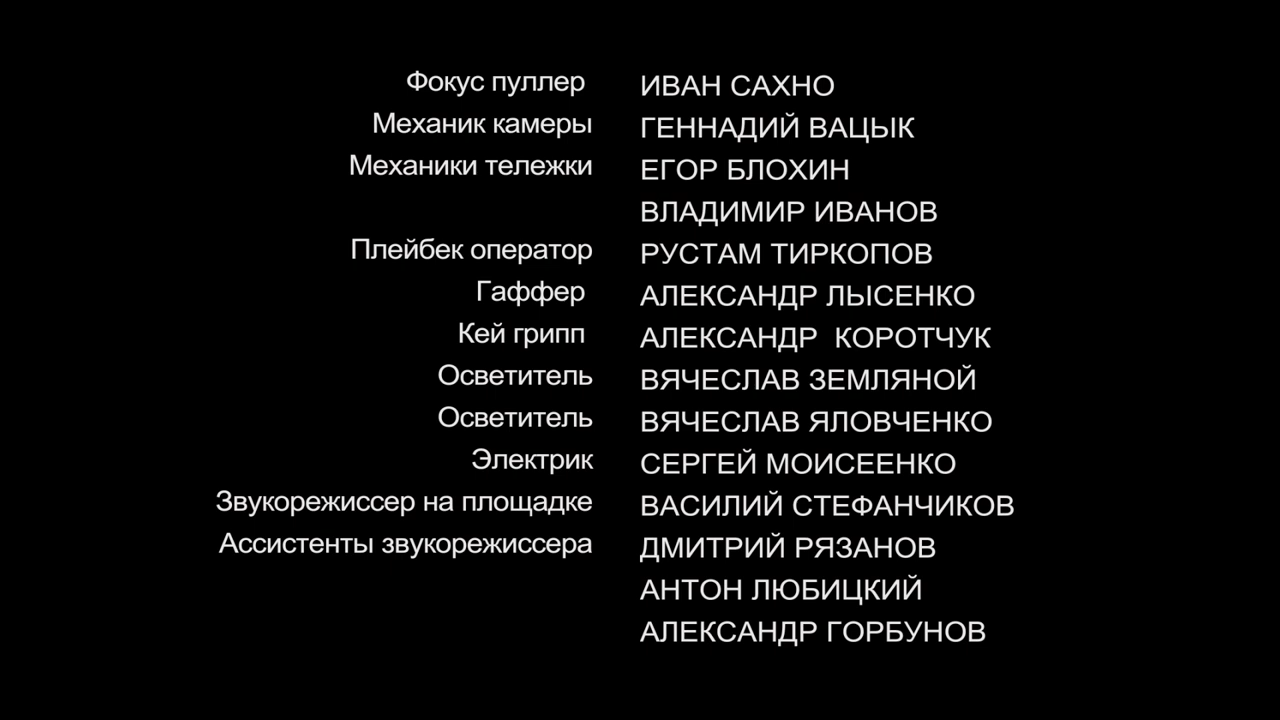 Фокус пуллер ИВАН САХНО
Механик камеры ГЕННАДИЙ ВАЦЫК
Механики тележки ЕГОР БЛОХИН
ВЛАДИМИР ИВАНОВ
Плейбек оператор РУСТАМ ТИРКОПОВ
Гаффер АЛЕКСАНДР ЛЫСЕНКО
Кей грипп АЛЕКСАНДР КОРОТЧУК
Осветитель ВЯЧЕСЛАВ ЗЕМЛЯНОЙ
Осветитель ВЯЧЕСЛАВ ЯЛОВЧЕНКО
Электрик СЕРГЕЙ МОИСЕЕНКО
Звукорежиссер на площадке ВАСИЛИЙ СТЕФАНЧИКОВ
Ассистенты звукорежиссера ДМИТРИЙ РЯЗАНОВ
АНТОН ЛЮБИЦКИЙ
АЛЕКСАНДР ГОРБУНОВ